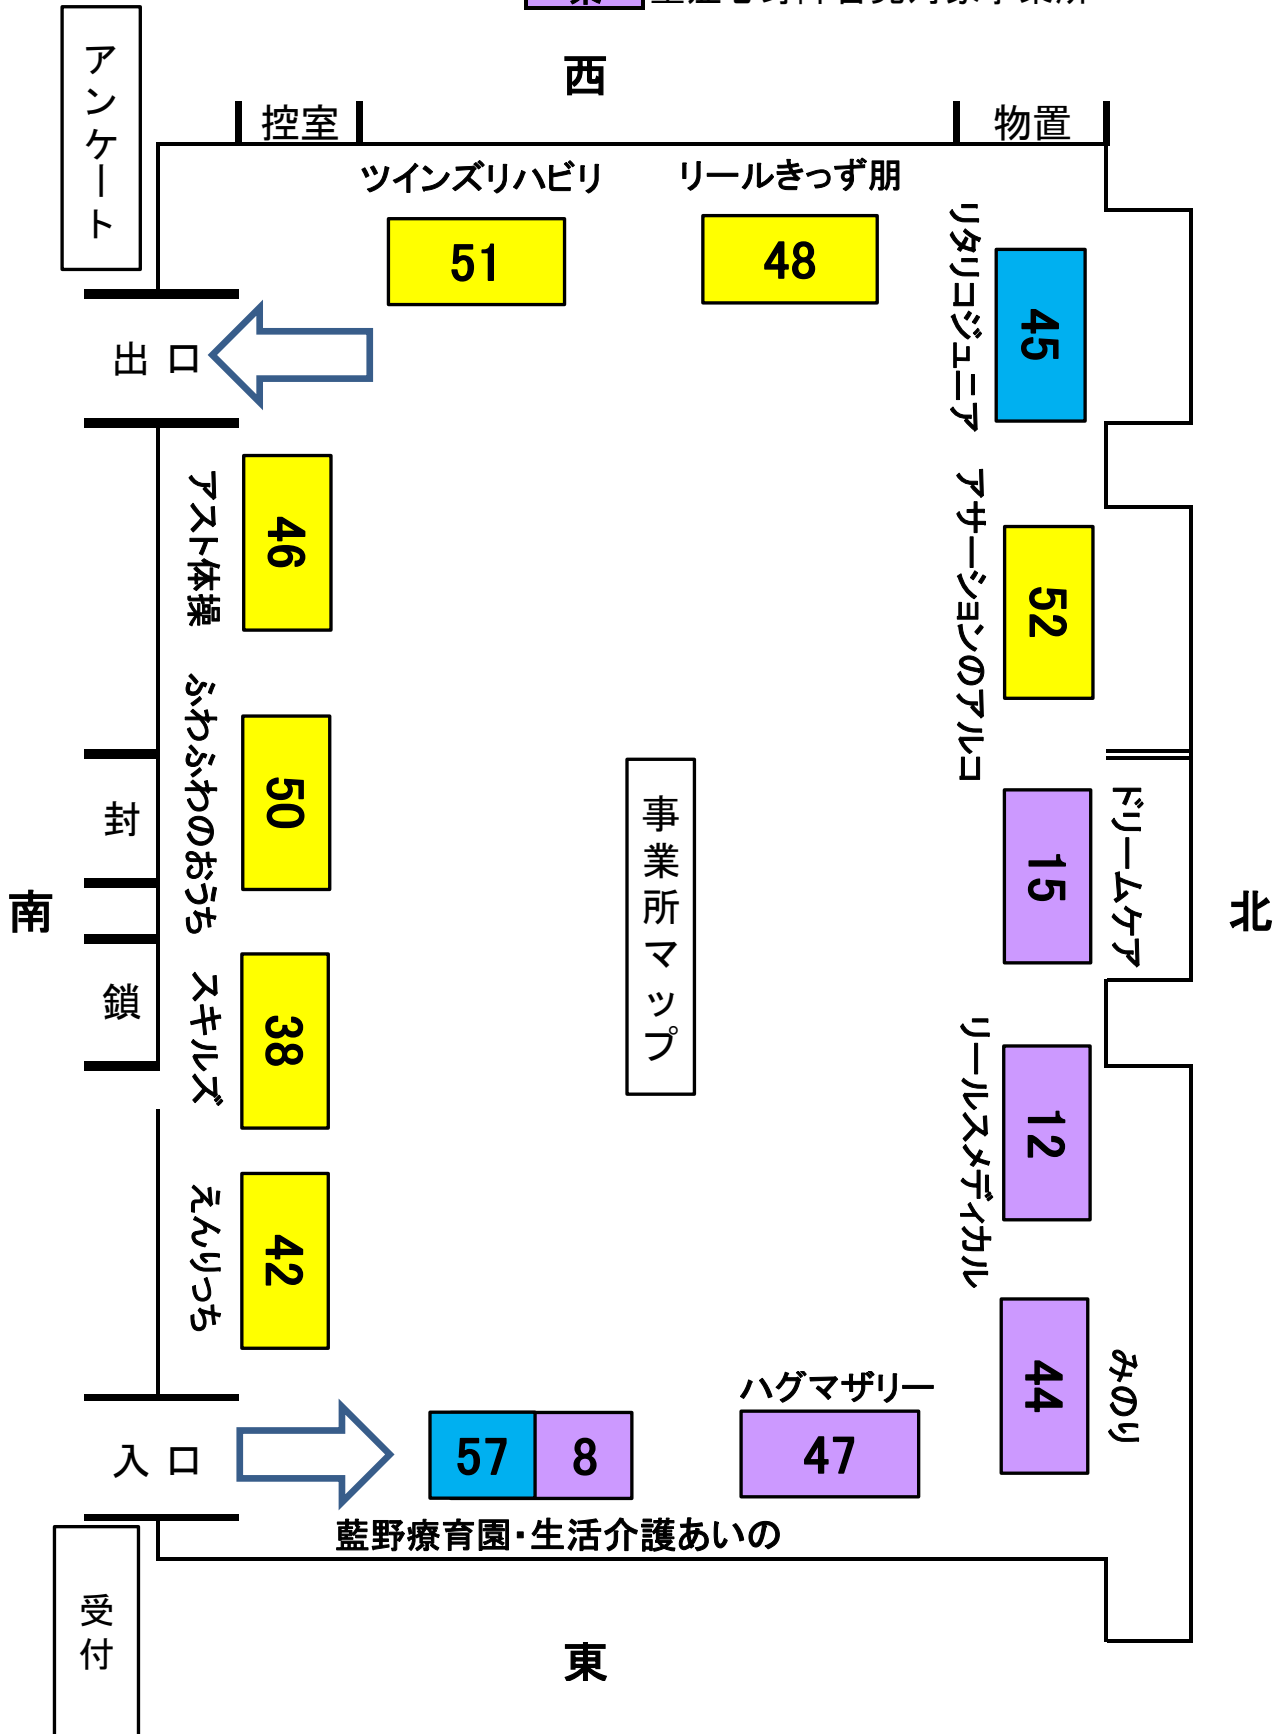 西
アンケート
控室
物置
ツインズリハビリ
リールきっず朋
51
48
リタリコジュニア
45
出口
アスト体操
46
アサージョンのアルコ
52
ふわふわのおうち
50
事業所マップ
ドリームケア
15
封
鎖
南
北
スキルズ
38
リールスメディカル
12
えんりっち
42
みのり
44
ハグマザリー
47
入口
57
8
藍野療育園・生活介護あいの
受付
東